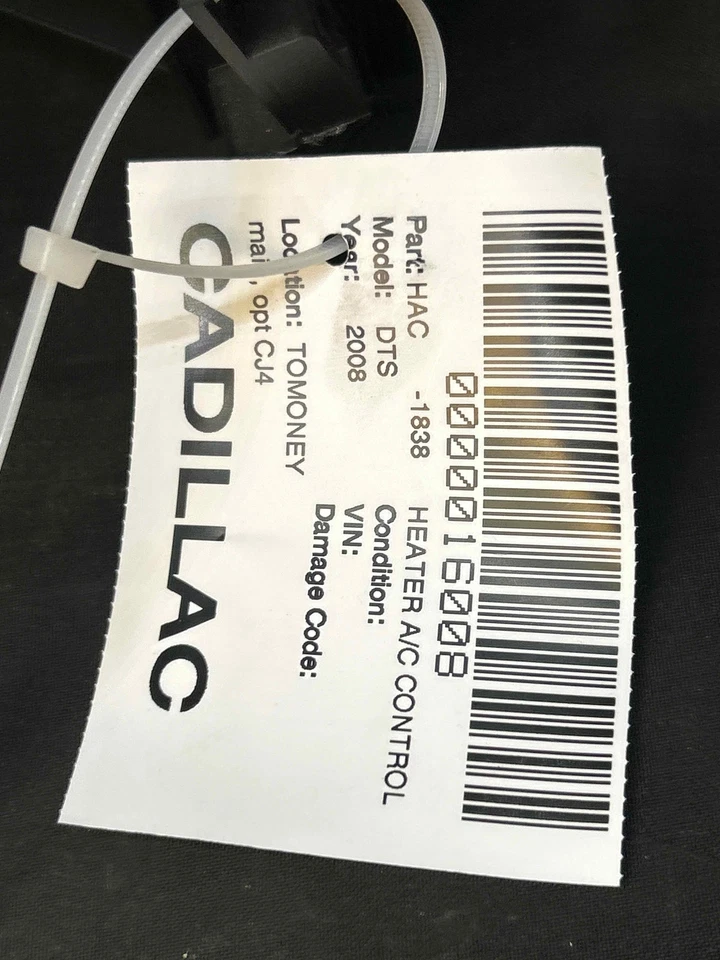 0000016008
Part: HAC -1838 HEATER A/C CONTROL
Model: DTS Condition:
Year: 2008 VIN:
Damage Code:
Location: TOMONEY
main, opt CJ4
CADILLAC